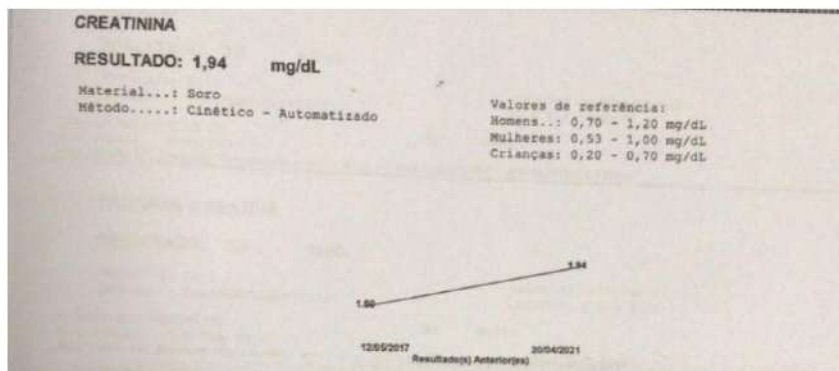 CREATININA
RESULTADO: 1,94 mg/dL
Material...: Soro
Método.....: Cinético - Automatizado
Valores de referência:
Homens..: 0,70 - 1,20 mg/dL
Mulheres: 0,53 - 1,00 mg/dL
Crianças: 0,20 - 0,70 mg/dL
1.94
12/05/2017 20/04/2021
Resultado(s) Anterior(es)